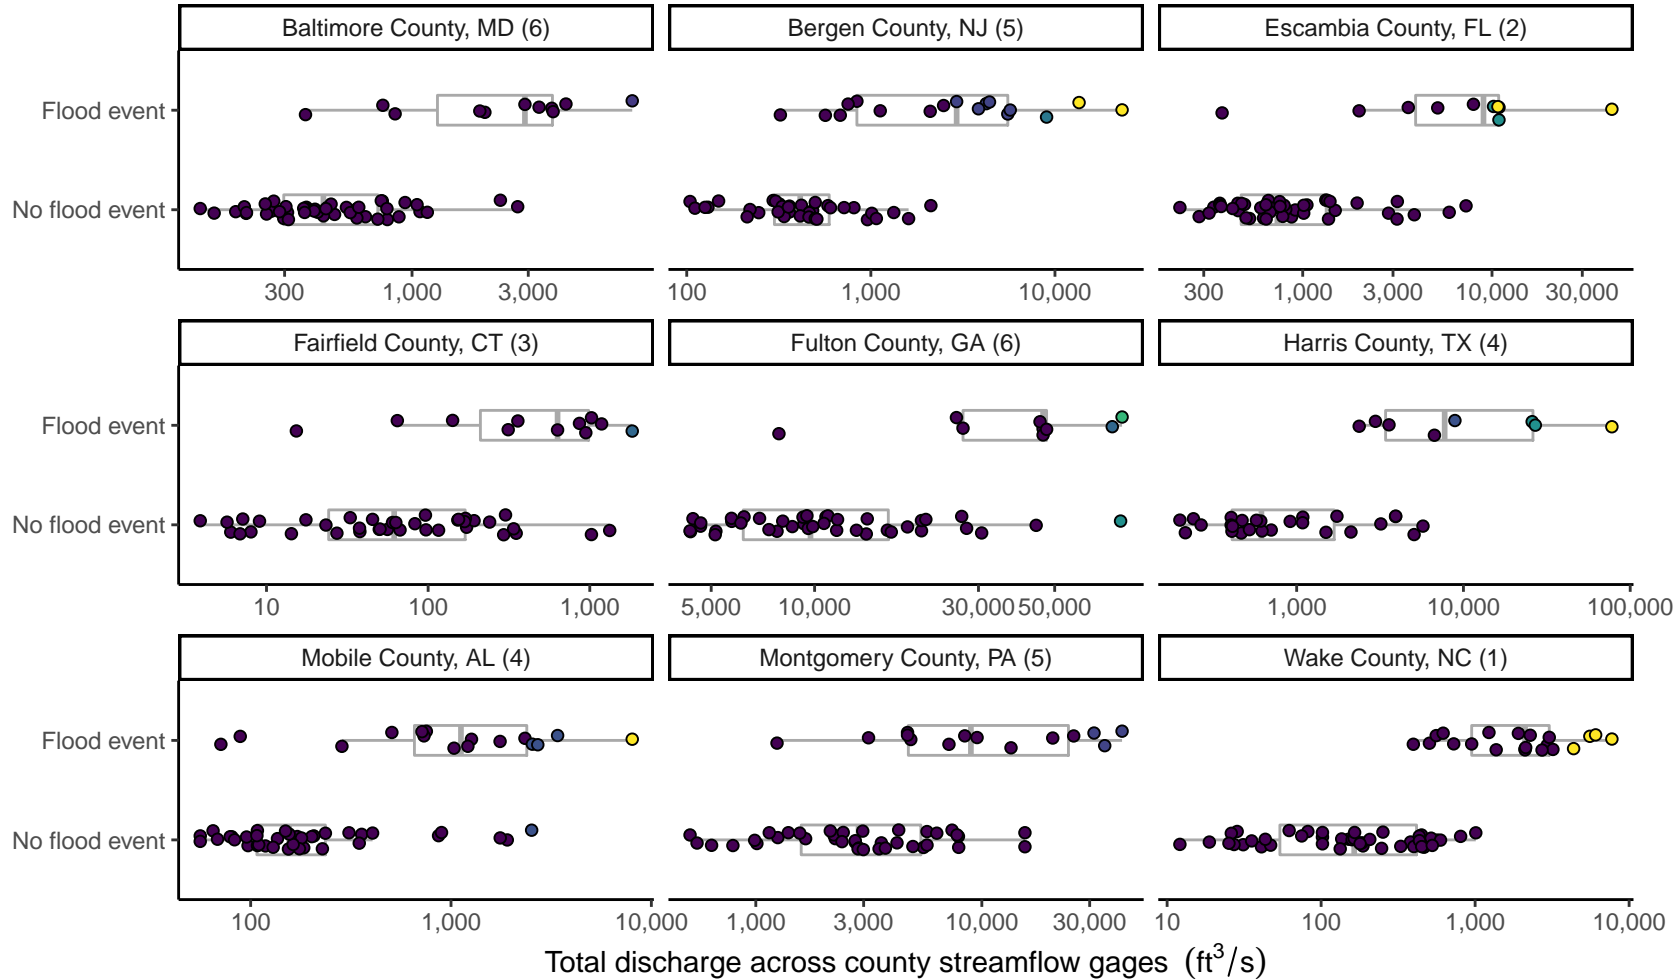 Baltimore County, MD (6) Bergen County, NJ (5) Escambia County, FL (2)
Flood event
No flood event
300 1,000 3,000 100 1,000 10,000 300 1,000 3,000 10,000 30,000
Fairfield County, CT (3) Fulton County, GA (6) Harris County, TX (4)
Flood event
No flood event
10 100 1,000 5,000 10,000 30,000 50,000 1,000 10,000 100,000
Mobile County, AL (4) Montgomery County, PA (5) Wake County, NC (1)
Flood event
No flood event
100 1,000 10,000 1,000 3,000 10,000 30,000 10 100 1,000 10,000
Total discharge across county streamflow gages (ft³/s)